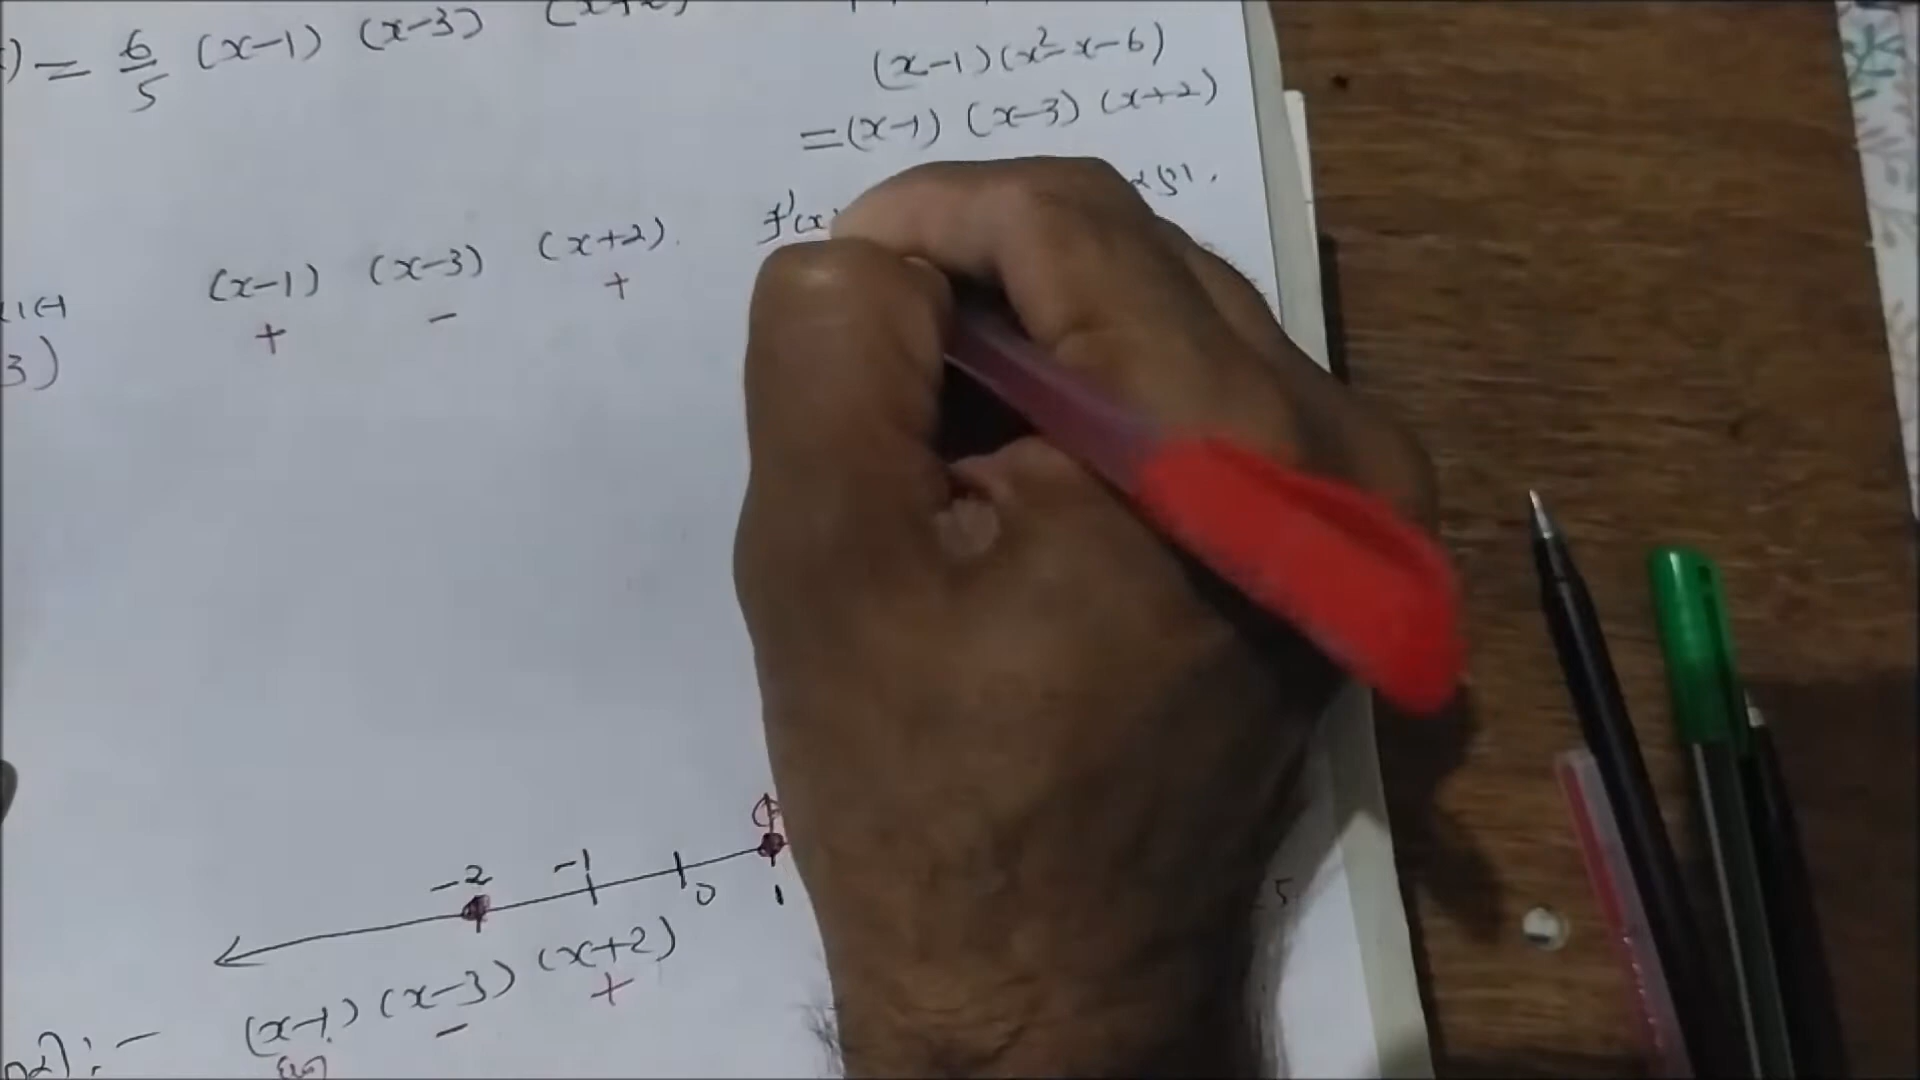 ) = 6/5 (x-1) (x-3)
(x-1) (x²-x-6)
= (x-1) (x-3) (x+2)
(x-1) (x-3) (x+2) f'(x)
+ - +
3)
-2 -1 0 1 5
(x-1) (x-3) (x+2)
- +